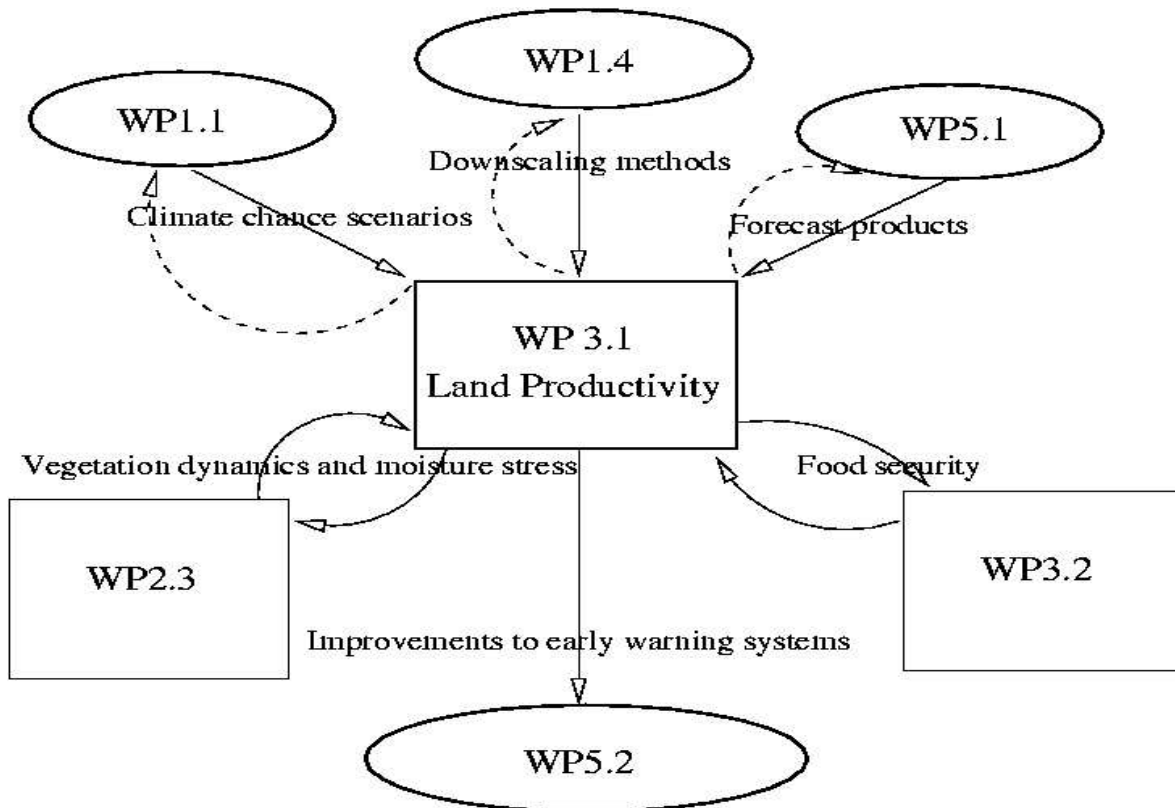 WP1.4
WP1.1
WP5.1
Downscaling methods
Climate chance scenarios
Forecast products
WP 3.1
Land Productivity
Vegetation dynamics and moisture stress
Food security
WP2.3
WP3.2
Improvements to early warning systems
WP5.2